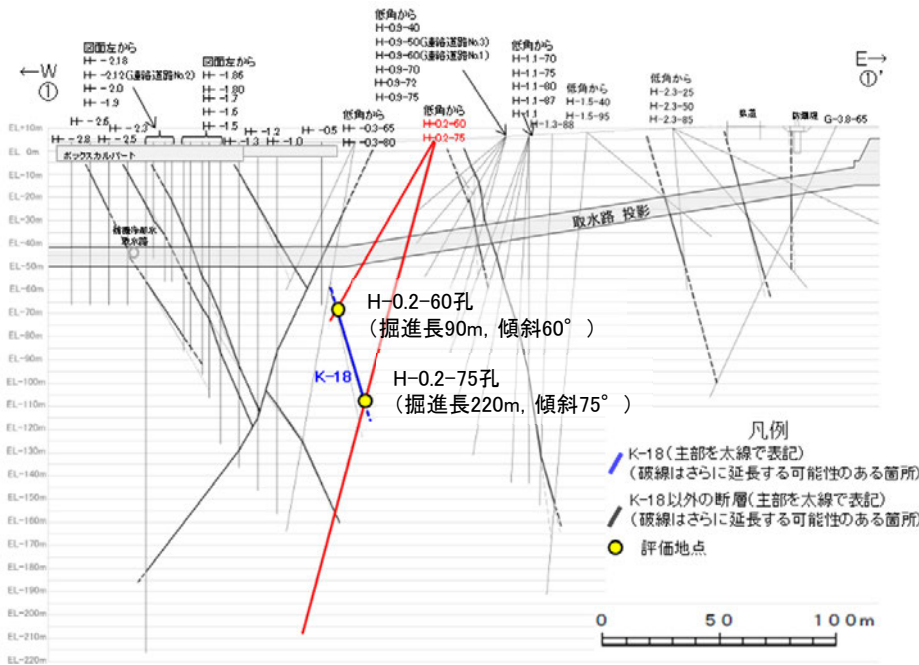 ←W
①
E→
①'
図面左から
H- -2.18
H- -2.12(G連絡道路No.2)
H- -2.0
H- -1.9
図面左から
H- -1.86
H- -1.80
H- -1.7
H- -1.6
H- -1.5
低角から
H-0.9-40
H-0.9-50(G連絡道路No.3)
H-0.9-60(G連絡道路No.1)
H-0.9-70
H-0.9-72
H-0.9-75
低角から
H-1.1-70
H-1.1-75
H-1.1-80
H-1.1-87
H-1.1
H-1.3-88
低角から
H-1.5-40
H-1.5-95
低角から
H-2.3-25
H-2.3-50
H-2.3-85
G-3.8-65
H- -2.8
H- -2.6
H- -2.5
H- -2.3
H- -1.3
H- -1.2
H- -1.0
H- -0.5
低角から
H- -0.3-65
H- -0.3-80
低角から
H-0.2-60
H-0.2-75
ボックスカルバート
取水路
取水路 投影
EL+10m
EL 0m
EL-10m
EL-20m
EL-30m
EL-40m
EL-50m
EL-60m
EL-70m
EL-80m
EL-90m
EL-100m
EL-110m
EL-120m
EL-130m
EL-140m
EL-150m
EL-160m
EL-170m
EL-180m
EL-190m
EL-200m
EL-210m
EL-220m
H-0.2-60孔
(掘進長90m, 傾斜60°)
K-18
H-0.2-75孔
(掘進長220m, 傾斜75°)
凡例
K-18(主部を太線で表記)
(破線はさらに延長する可能性のある箇所)
K-18以外の断層(主部を太線で表記)
(破線はさらに延長する可能性のある箇所)
評価地点
0 50 100m